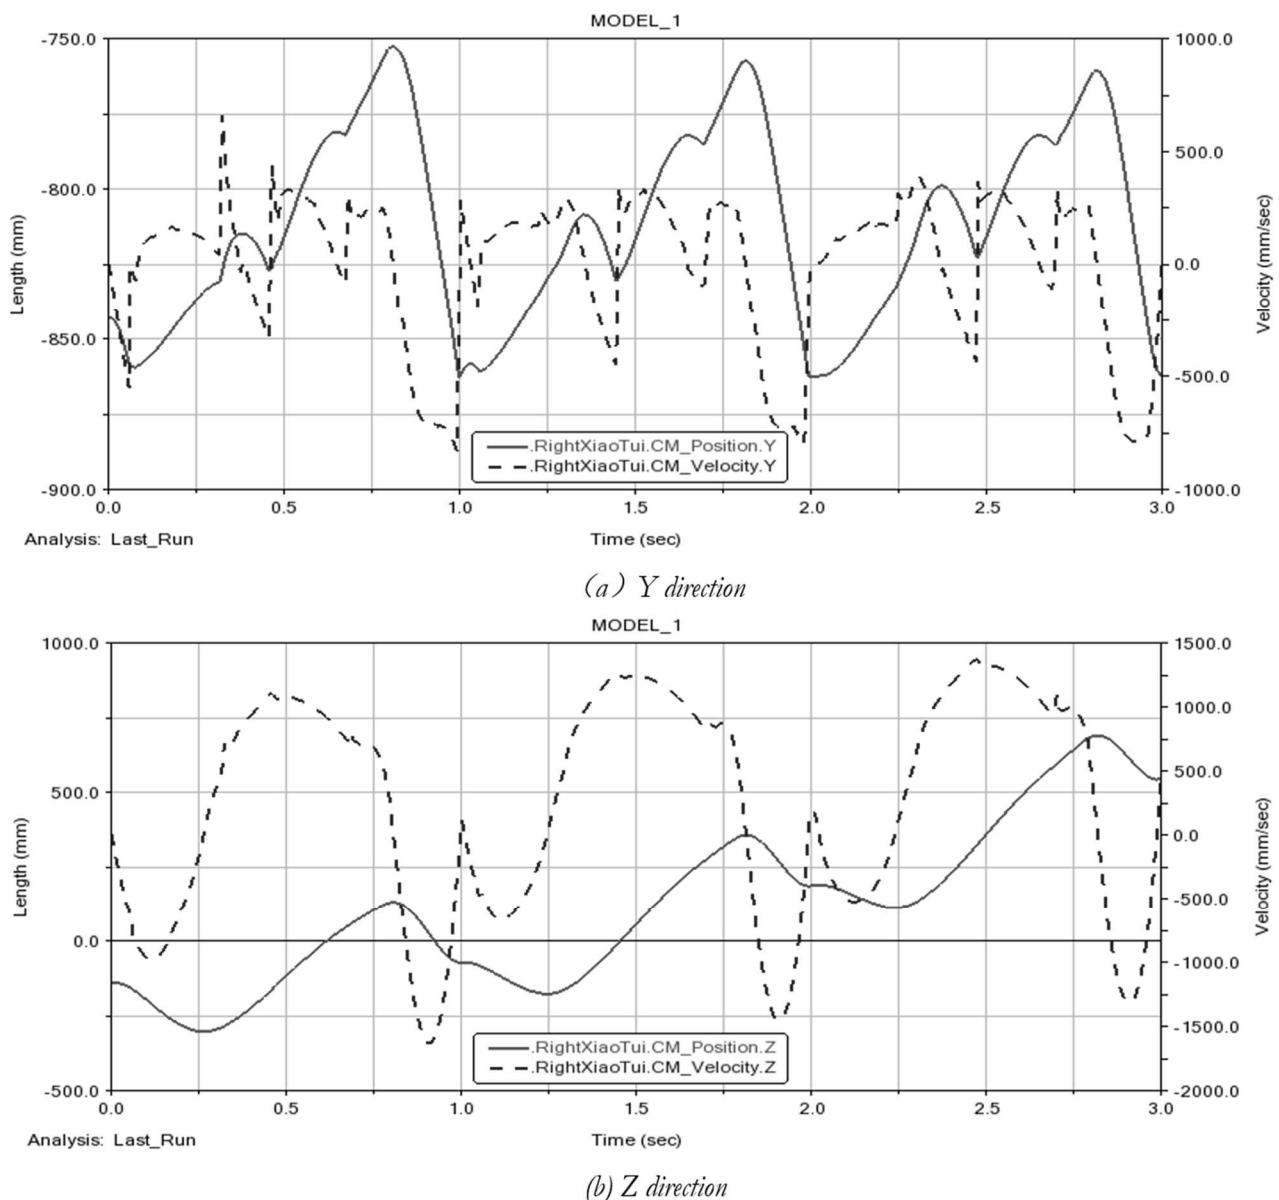 MODEL_1
-750.0
1000.0
500.0
-800.0
Length (mm)
0.0
Velocity (mm/sec)
-850.0
-500.0
.RightXiaoTui.CM_Position.Y
.RightXiaoTui.CM_Velocity.Y
-900.0
-1000.0
0.0 0.5 1.0 1.5 2.0 2.5 3.0
Analysis: Last_Run Time (sec)
(a) Y direction
MODEL_1
1000.0
1500.0
1000.0
500.0
500.0
Length (mm)
0.0
Velocity (mm/sec)
-500.0
0.0
-1000.0
-1500.0
.RightXiaoTui.CM_Position.Z
.RightXiaoTui.CM_Velocity.Z
-500.0
-2000.0
0.0 0.5 1.0 1.5 2.0 2.5 3.0
Analysis: Last_Run Time (sec)
(b) Z direction